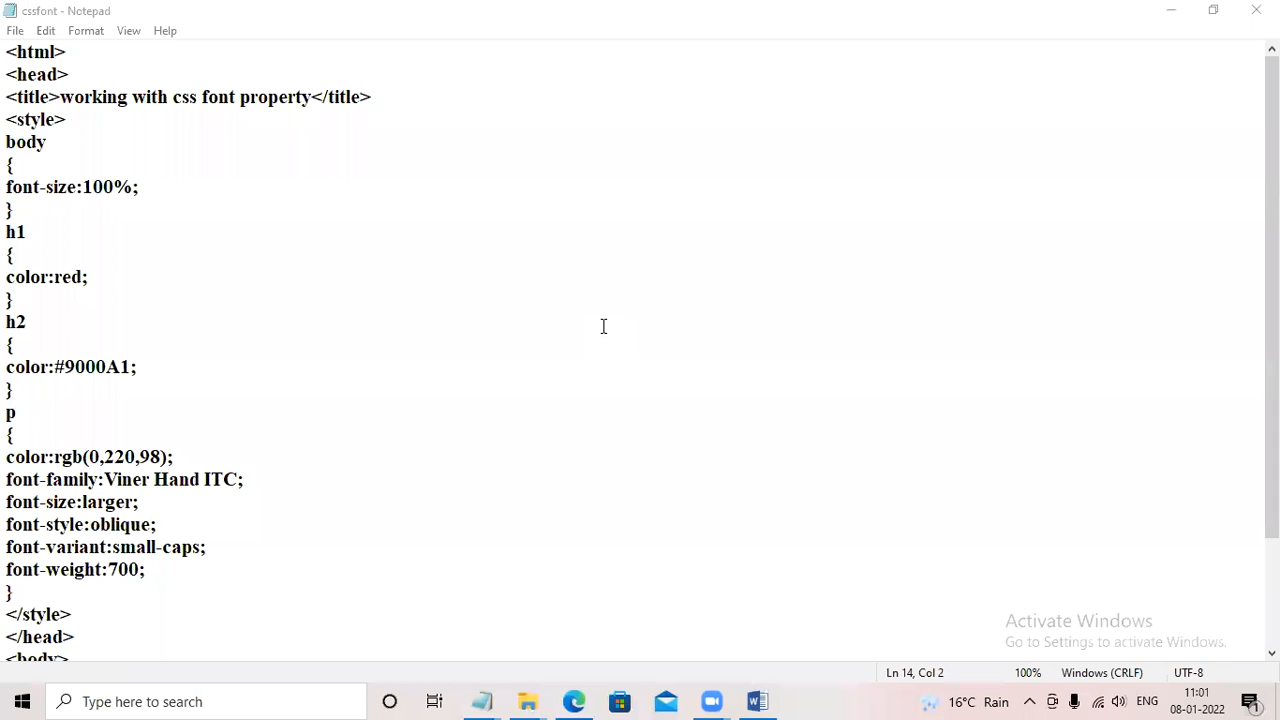 cssfont - Notepad
File Edit Format View Help
<html>
<head>
<title>working with css font property</title>
<style>
body
{
font-size:100%;
}
h1
{
color:red;
}
h2
{
color:#9000A1;
}
p
{
color:rgb(0,220,98);
font-family:Viner Hand ITC;
font-size:larger;
font-style:oblique;
font-variant:small-caps;
font-weight:700;
}
</style>
</head>
<body>
Activate Windows
Go to Settings to activate Windows.
Ln 14, Col 2 100% Windows (CRLF) UTF-8
Type here to search
16°C Rain ENG 11:01
08-01-2022
1